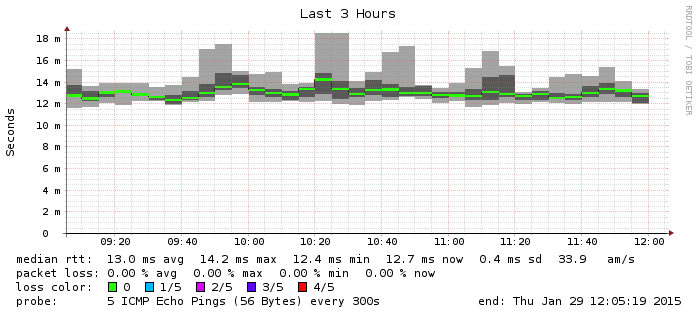 Last 3 Hours
RRDTOOL / TOBI OETIKER
Seconds
18 m
16 m
14 m
12 m
10 m
8 m
6 m
4 m
2 m
0
09:20 09:40 10:00 10:20 10:40 11:00 11:20 11:40 12:00
median rtt: 13.0 ms avg 14.2 ms max 12.4 ms min 12.7 ms now 0.4 ms sd 33.9 am/s
packet loss: 0.00 % avg 0.00 % max 0.00 % min 0.00 % now
loss color: 0 1/5 2/5 3/5 4/5
probe: 5 ICMP Echo Pings (56 Bytes) every 300s end: Thu Jan 29 12:05:19 2015